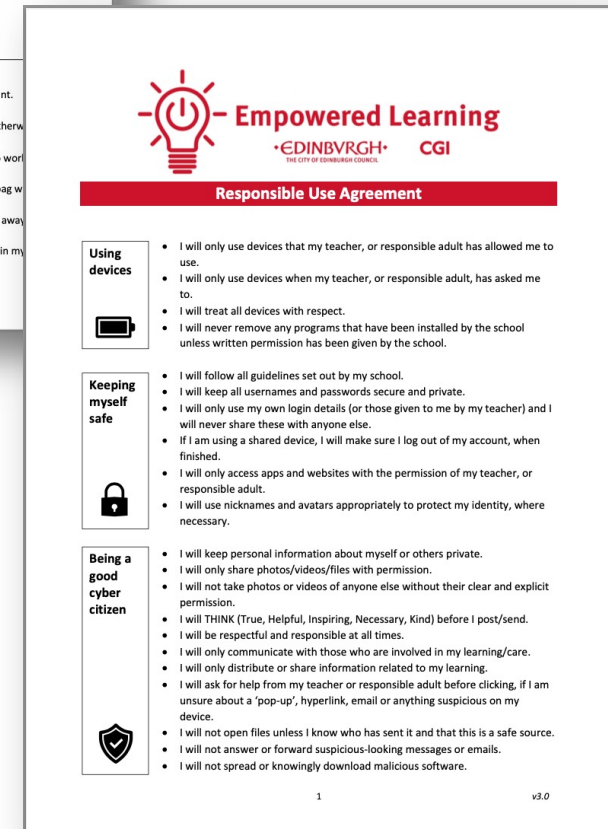 nt.
therw
worl
ag w
away
in my
Empowered Learning
•EDINBVRGH•
THE CITY OF EDINBURGH COUNCIL
CGI
Responsible Use Agreement
Using
devices
• I will only use devices that my teacher, or responsible adult has allowed me to
use.
• I will only use devices when my teacher, or responsible adult, has asked me
to.
• I will treat all devices with respect.
• I will never remove any programs that have been installed by the school
unless written permission has been given by the school.
Keeping
myself
safe
• I will follow all guidelines set out by my school.
• I will keep all usernames and passwords secure and private.
• I will only use my own login details (or those given to me by my teacher) and I
will never share these with anyone else.
• If I am using a shared device, I will make sure I log out of my account, when
finished.
• I will only access apps and websites with the permission of my teacher, or
responsible adult.
• I will use nicknames and avatars appropriately to protect my identity, where
necessary.
Being a
good
cyber
citizen
• I will keep personal information about myself or others private.
• I will only share photos/videos/files with permission.
• I will not take photos or videos of anyone else without their clear and explicit
permission.
• I will THINK (True, Helpful, Inspiring, Necessary, Kind) before I post/send.
• I will be respectful and responsible at all times.
• I will only communicate with those who are involved in my learning/care.
• I will only distribute or share information related to my learning.
• I will ask for help from my teacher or responsible adult before clicking, if I am
unsure about a ‘pop-up’, hyperlink, email or anything suspicious on my
device.
• I will not open files unless I know who has sent it and that this is a safe source.
• I will not answer or forward suspicious-looking messages or emails.
• I will not spread or knowingly download malicious software.
1
v3.0